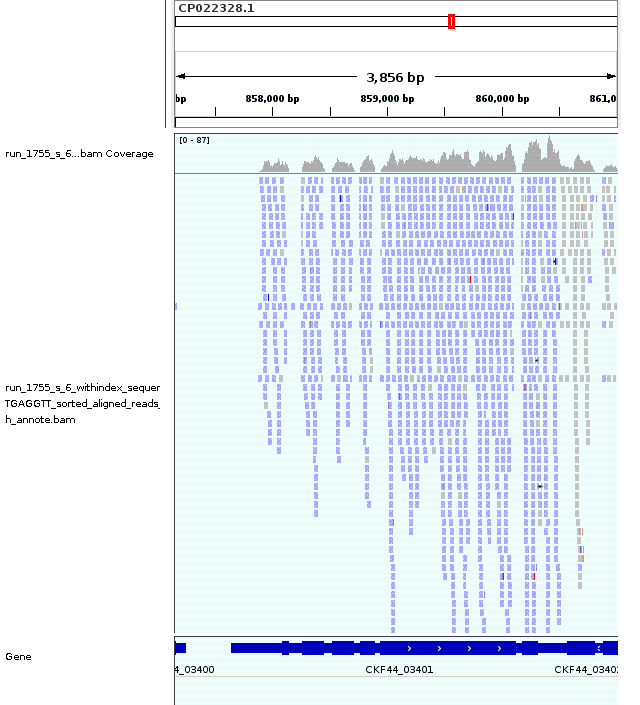 CP022328.1
3,856 bp
bp 858,000 bp 859,000 bp 860,000 bp 861,0
[0 - 87]
run_1755_s_6...bam Coverage
run_1755_s_6_withindex_sequer
TGAGGTT_sorted_aligned_reads_
h_annote.bam
Gene
4_03400 CKF44_03401 CKF44_0340